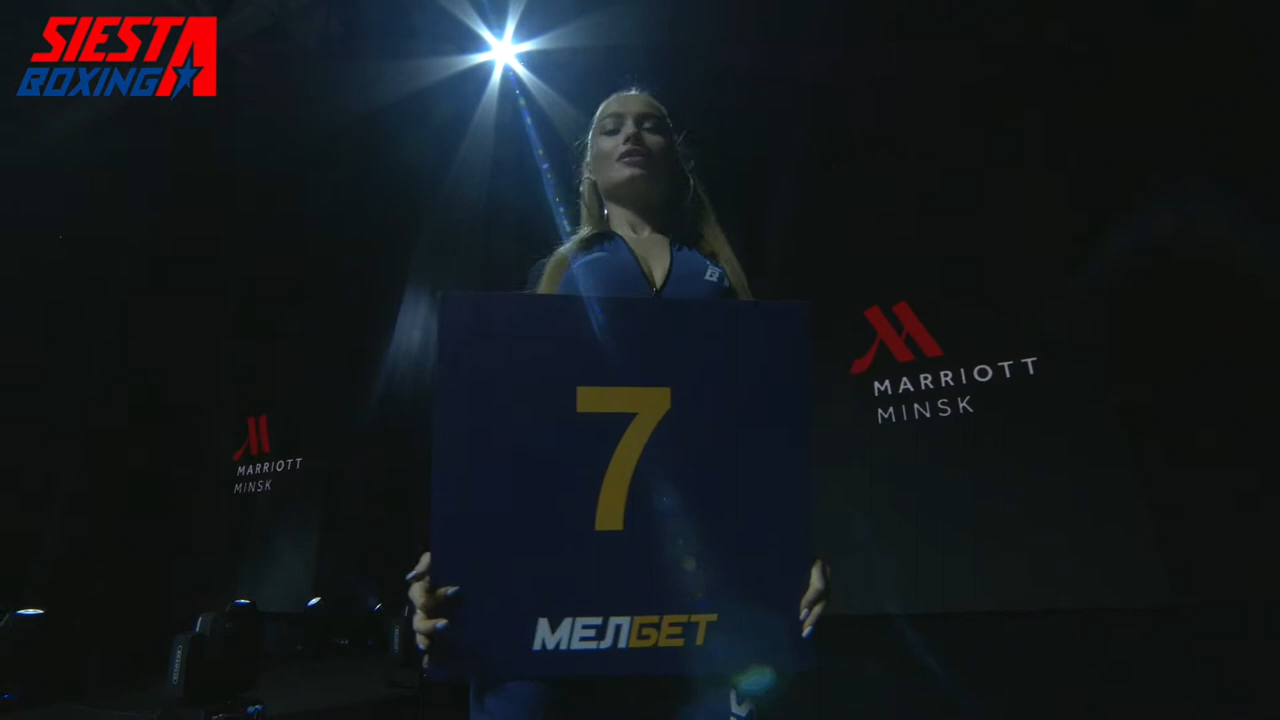 SIESTA
BOXING
MARRIOTT
MINSK
7
MARRIOTT
MINSK
МЕЛБЕТ